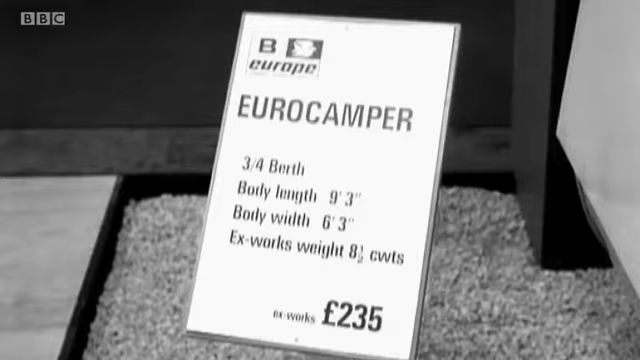 BBC
B
europe
EUROCAMPER
3/4 Berth
Body length 9' 3"
Body width 6' 3"
Ex-works weight 8½ cwts
ex-works £235